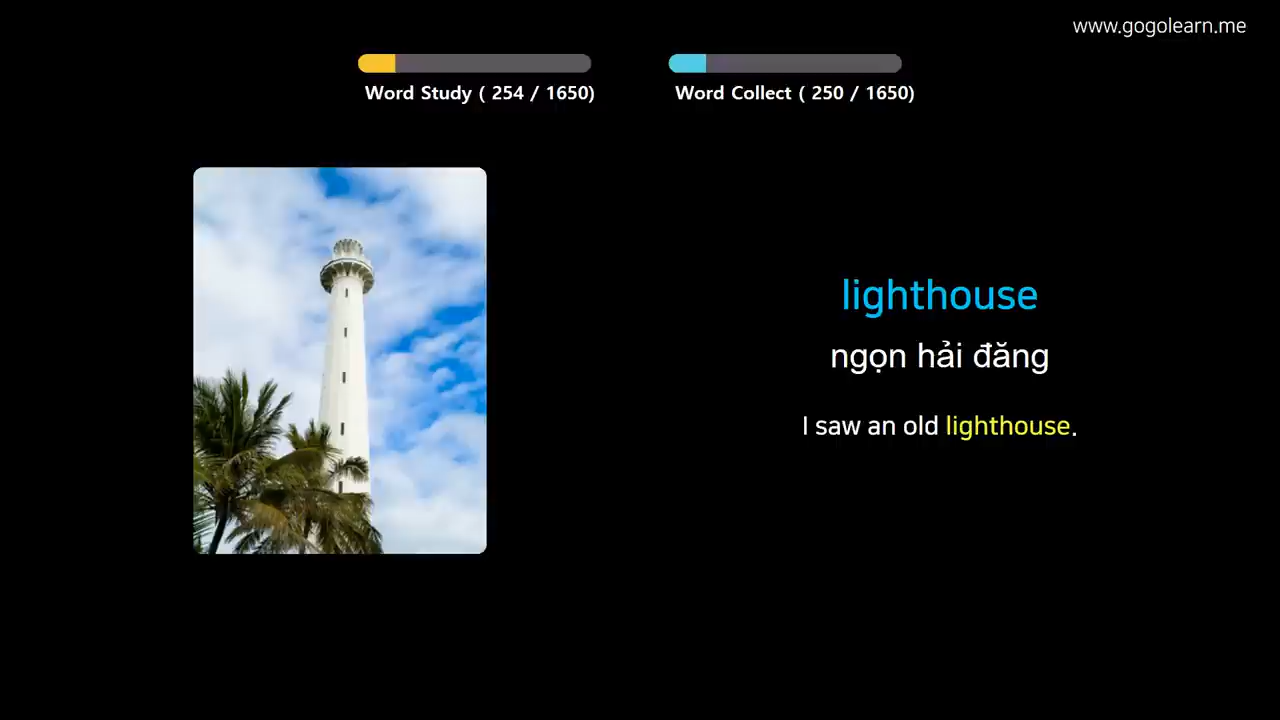 www.gogolearn.me
Word Study ( 254 / 1650)
Word Collect ( 250 / 1650)
lighthouse
ngọn hải đăng
I saw an old lighthouse.